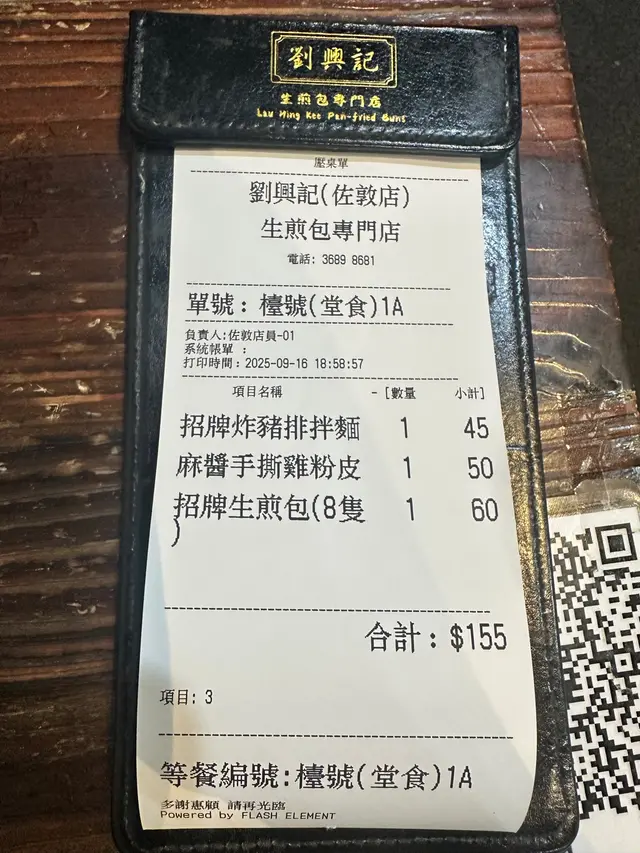 劉興記
生煎包專門店
Lau Hing Kee Pan-fried Buns
壓桌單
劉興記(佐敦店)
生煎包專門店
電話: 3689 8681
單號: 檯號(堂食)1A
負責人:佐敦店員-01
系統帳單 :
打印時間：2025-09-16 18:58:57
項目名稱 - [數量 小計]
招牌炸豬排拌麵 1 45
麻醬手撕雞粉皮 1 50
招牌生煎包(8隻 1 60
)
合計：$155
項目: 3
等餐編號:檯號(堂食)1A
多謝惠顧 請再光臨
Powered by FLASH ELEMENT